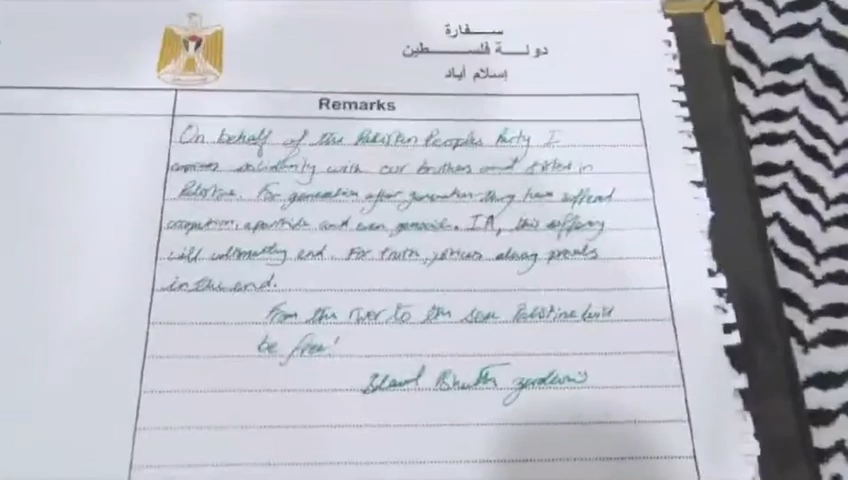 سفارة
دولة فلسطين
إسلام أباد
Remarks
On behalf of the Pakistan Peoples Party I
express solidarity with our brothers and sisters in
Palestine. For generation after generation they have suffered
occupation, apartheid and even genocide. IA, this suffering
will ultimately end. For truth, justice always prevails
in the end.
From the river to the sea Palestine will
be free!
Bilawal Bhutto Zardari